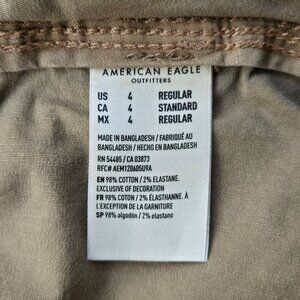 AMERICAN EAGLE
OUTFITTERS
US 4 REGULAR
CA 4 STANDARD
MX 4 REGULAR
MADE IN BANGLADESH / FABRIQUÉ AU
BANGLADESH / HECHO EN BANGLADESH
RN 54485 / CA 03873
RFC# AEM120605U9A
EN 98% COTTON / 2% ELASTANE.
EXCLUSIVE OF DECORATION
FR 98% COTON / 2% ÉLASTHANNE. À
L'EXCEPTION DE LA GARNITURE
SP 98% algodón / 2% elastano